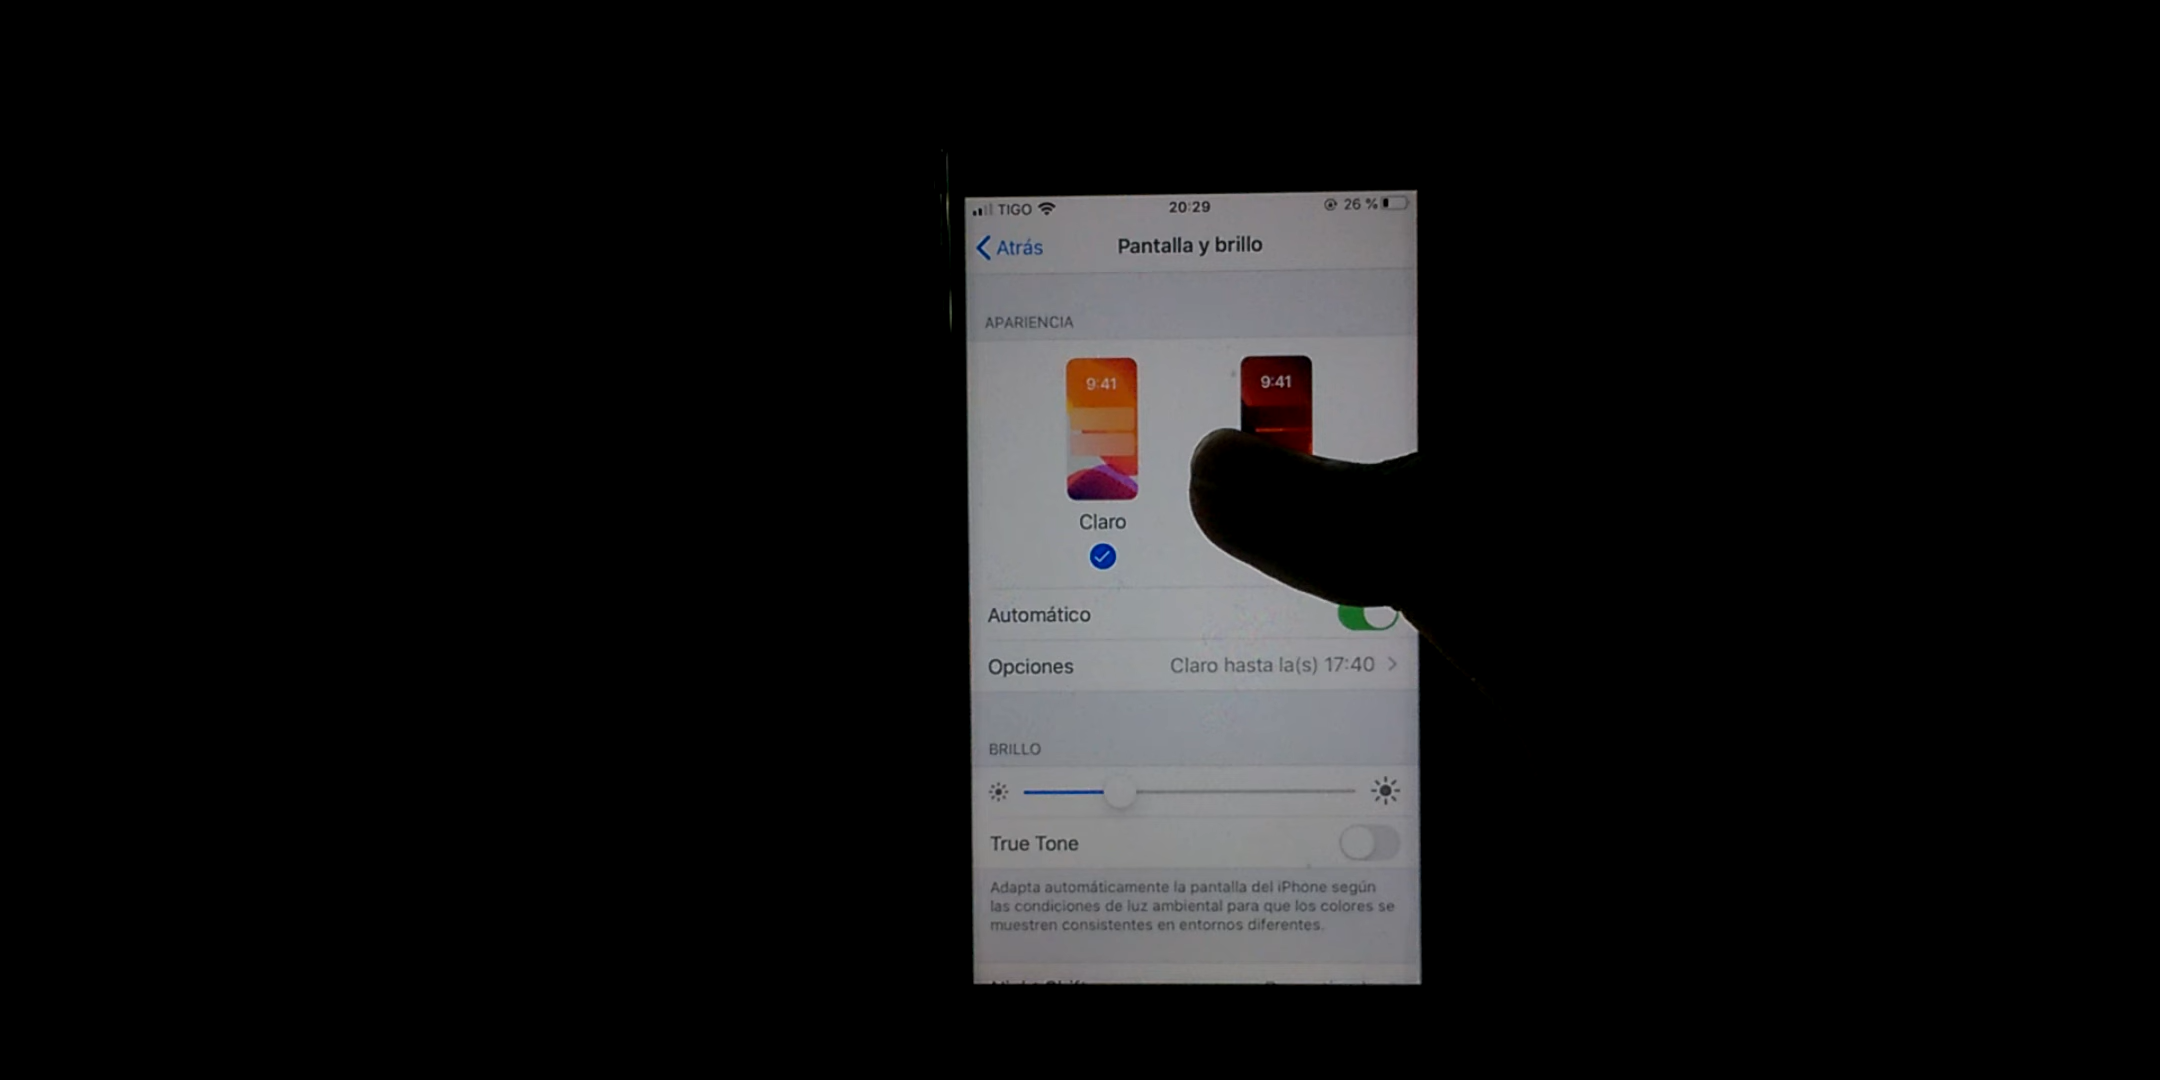 TIGO 20:29 26 %
Atrás Pantalla y brillo
APARIENCIA
9:41 9:41
Claro
Automático
Opciones Claro hasta la(s) 17:40
BRILLO
True Tone
Adapta automáticamente la pantalla del iPhone según
las condiciones de luz ambiental para que los colores se
muestren consistentes en entornos diferentes.